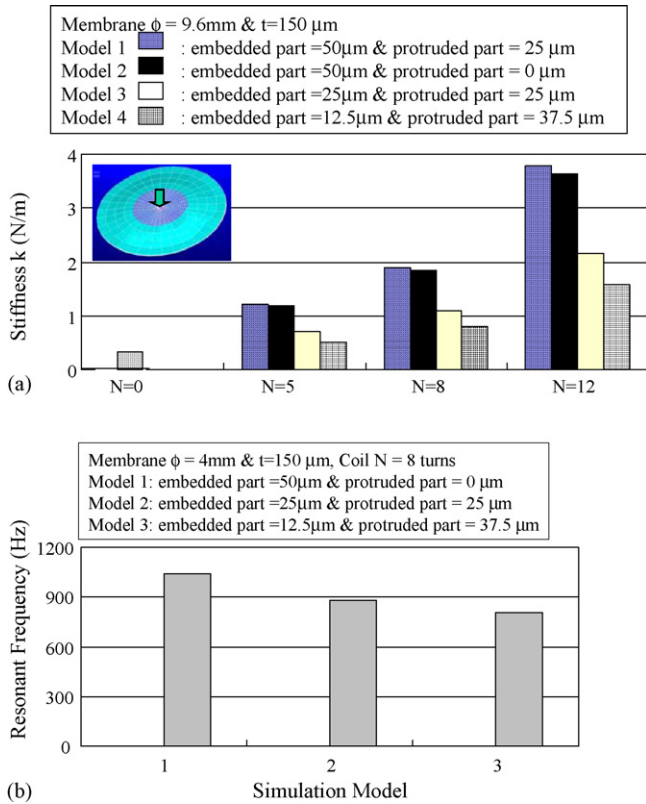 Membrane ϕ = 9.6mm & t=150 μm
Model 1 : embedded part =50μm & protruded part = 25 μm
Model 2 : embedded part =50μm & protruded part = 0 μm
Model 3 : embedded part =25μm & protruded part = 25 μm
Model 4 : embedded part =12.5μm & protruded part = 37.5 μm
4
3
2
1
0
Stiffness k (N/m)
N=0
N=5
N=8
N=12
(a)
Membrane ϕ = 4mm & t=150 μm, Coil N = 8 turns
Model 1: embedded part =50μm & protruded part = 0 μm
Model 2: embedded part =25μm & protruded part = 25 μm
Model 3: embedded part =12.5μm & protruded part = 37.5 μm
1200
900
600
300
0
Resonant Frequency (Hz)
1
2
3
(b)
Simulation Model